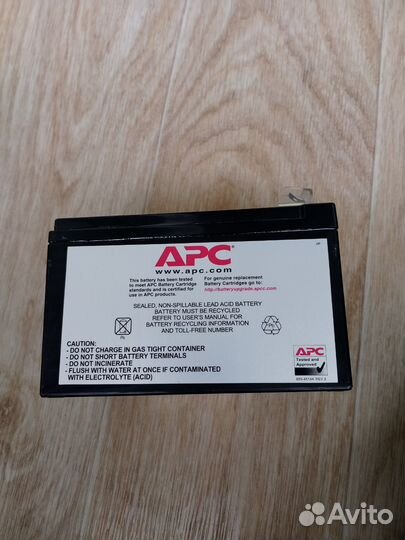 APC
www.apc.com
This battery has been tested
to meet APC Battery Cartridge
standards and is certified for
use in APC products.
For genuine replacement
Battery Cartridges go to:
http://batteryupgrade.apcc.com
SEALED, NON-SPILLABLE LEAD ACID BATTERY
BATTERY MUST BE RECYCLED
REFER TO USER'S MANUAL FOR
BATTERY RECYCLING INFORMATION
AND TOLL-FREE NUMBER
Pb
Pb
CAUTION:
- DO NOT CHARGE IN GAS TIGHT CONTAINER
- DO NOT SHORT BATTERY TERMINALS
- DO NOT INCINERATE
- FLUSH WITH WATER AT ONCE IF CONTAMINATED
WITH ELECTROLYTE (ACID)
APC
Tested and
Approved
Avito